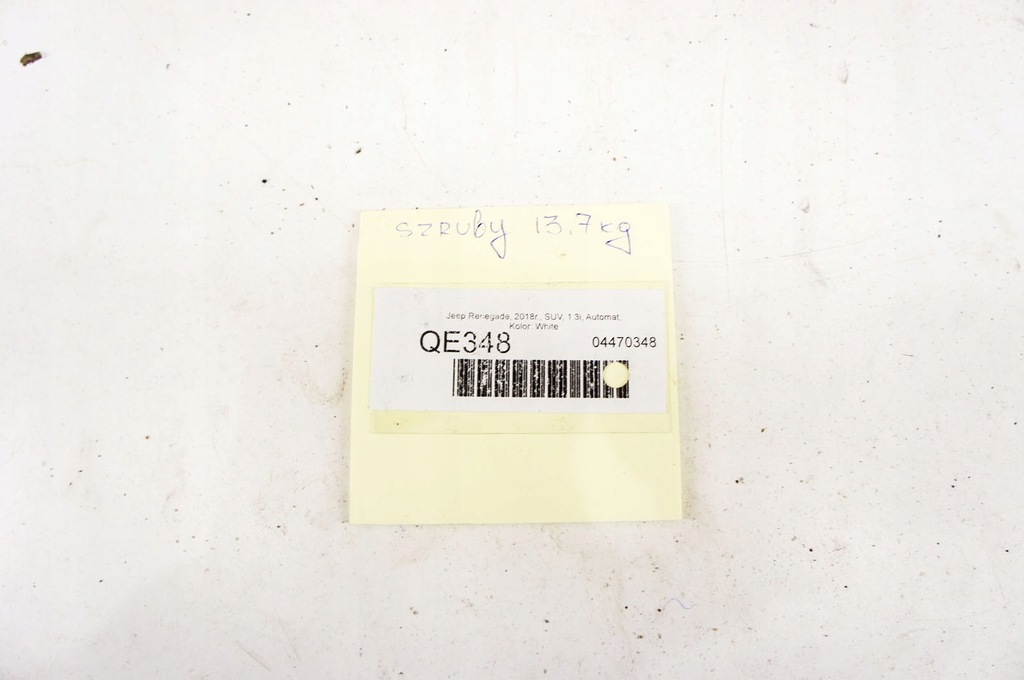 szruby 13,7kg
Jeep Renegade, 2018r., SUV, 1.3i, Automat,
Kolor: White
QE348 04470348